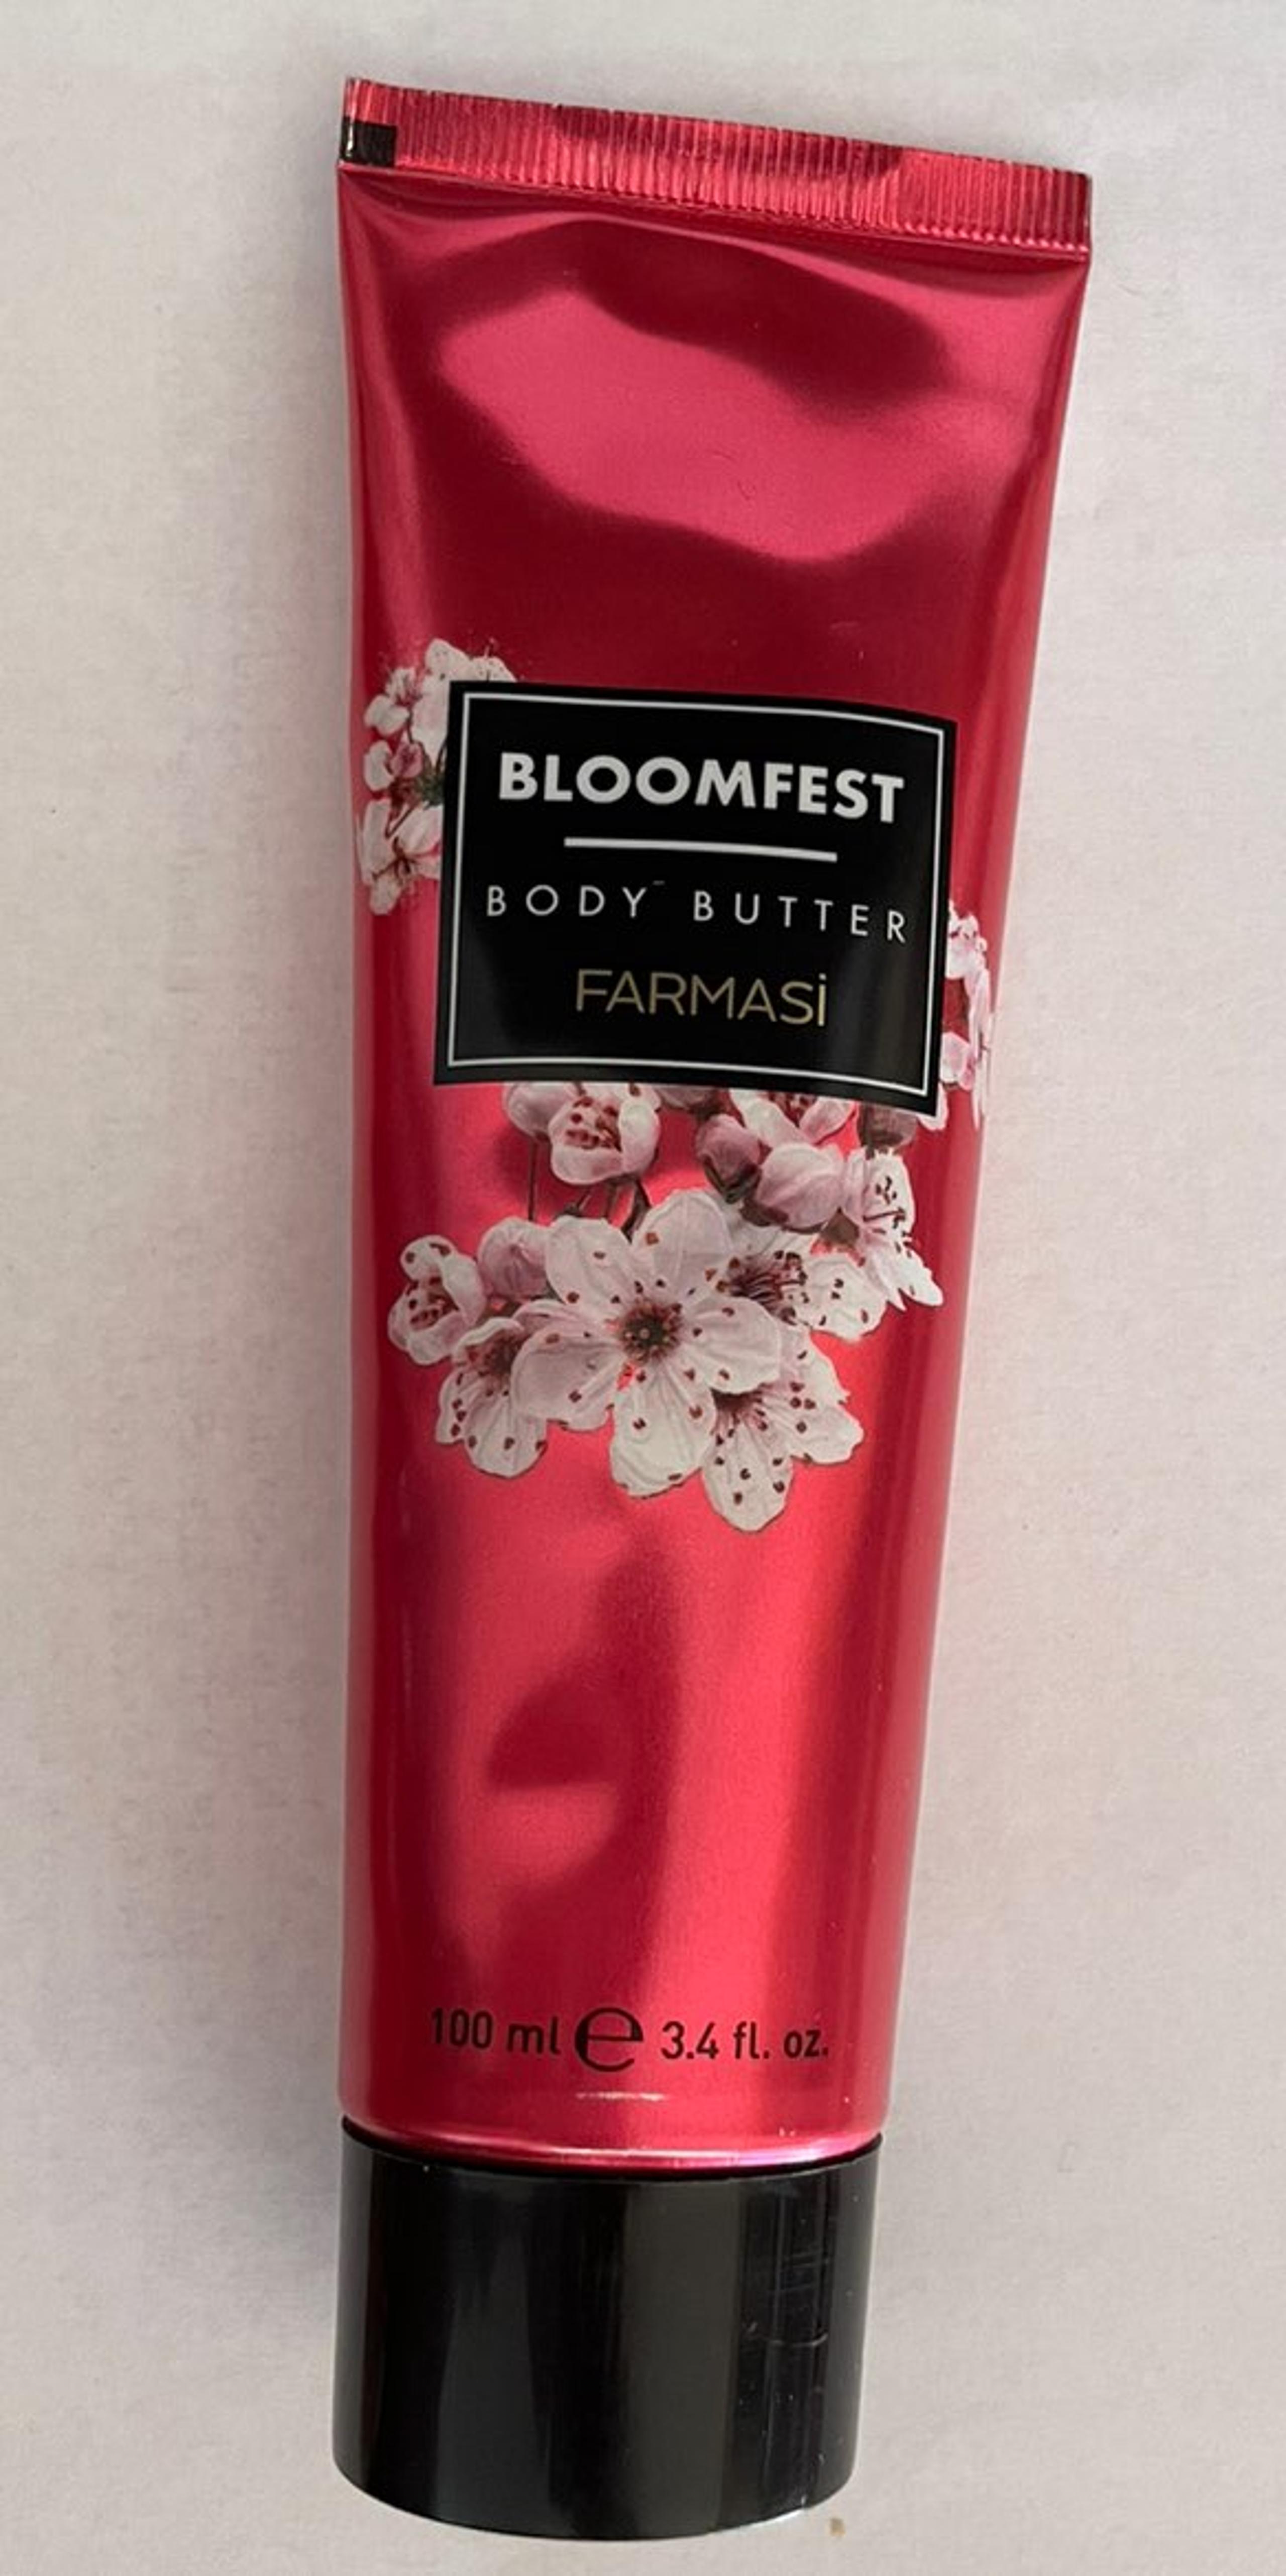 BLOOMFEST
BODY BUTTER
FARMASİ
100 ml e 3.4 fl. oz.